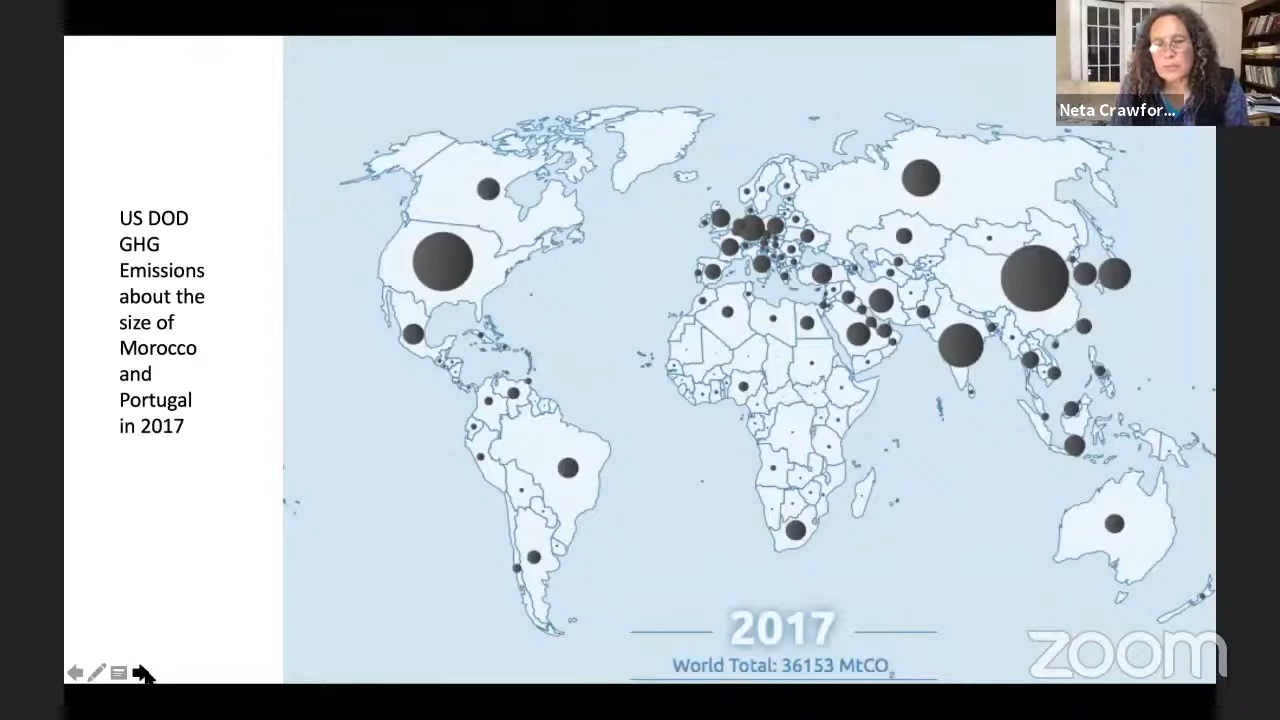 Neta Crawfor...
US DOD
GHG
Emissions
about the
size of
Morocco
and
Portugal
in 2017
2017
World Total: 36153 MtCO₂
zoom